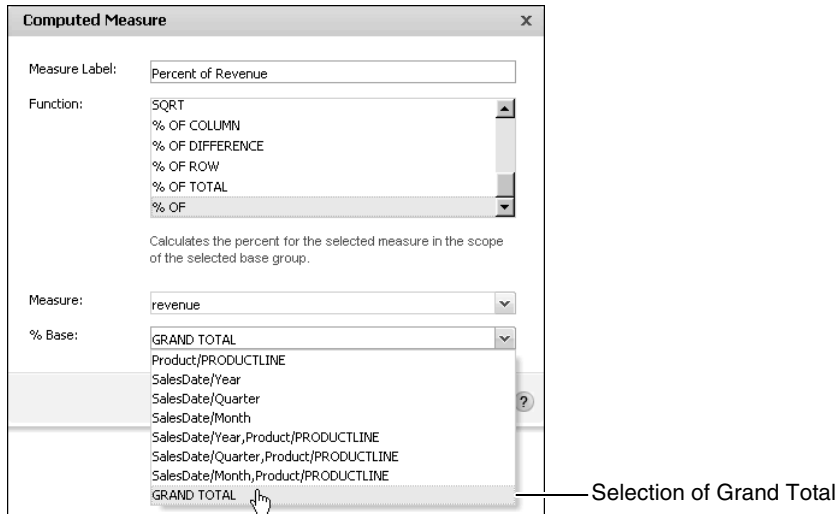 Computed Measure x
Measure Label: Percent of Revenue
Function: SQRT
% OF COLUMN
% OF DIFFERENCE
% OF ROW
% OF TOTAL
% OF
Calculates the percent for the selected measure in the scope
of the selected base group.
Measure: revenue
% Base: GRAND TOTAL
Product/PRODUCTLINE
SalesDate/Year
SalesDate/Quarter
?
SalesDate/Month
SalesDate/Year,Product/PRODUCTLINE
SalesDate/Quarter,Product/PRODUCTLINE
SalesDate/Month,Product/PRODUCTLINE
GRAND TOTAL
Selection of Grand Total